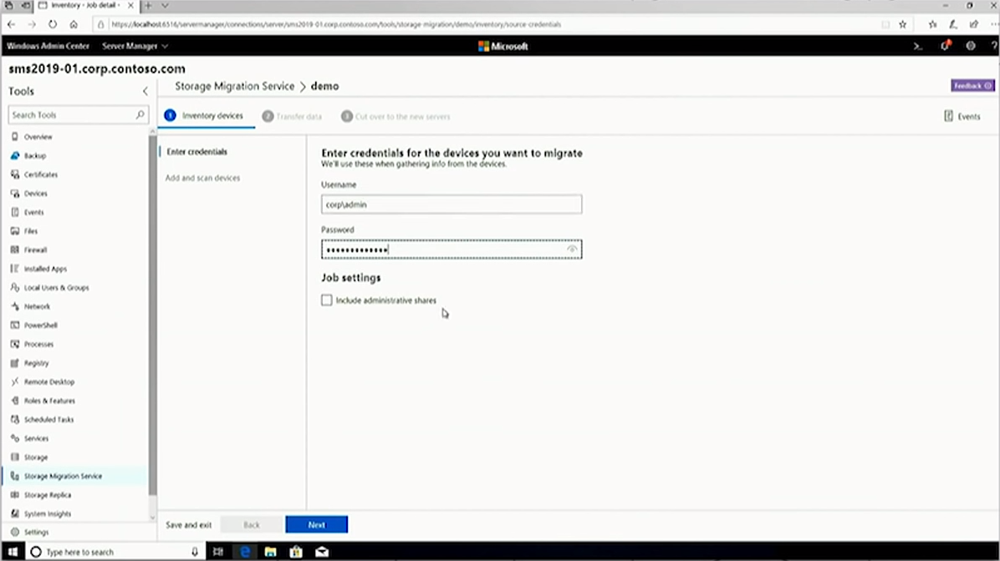 Inventory - Job detail -
https://localhost:6516/servermanager/connections/server/sms2019-01.corp.contoso.com/tools/storage-migration/demo/inventory/source-credentials
Windows Admin Center Server Manager Microsoft
sms2019-01.corp.contoso.com
Tools
Storage Migration Service > demo
Feedback
Search Tools
1 Inventory devices 2 Transfer data 3 Cut over to the new servers
Events
Overview
Backup
Certificates
Devices
Events
Files
Firewall
Installed Apps
Local Users & Groups
Network
PowerShell
Processes
Registry
Remote Desktop
Roles & Features
Scheduled Tasks
Services
Storage
Storage Migration Service
Storage Replica
System Insights
Settings
Enter credentials
Add and scan devices
Enter credentials for the devices you want to migrate
We'll use these when gathering info from the devices.
Username
corp\admin
Password
•••••••••••••
Job settings
Include administrative shares
Save and exit Back Next
Type here to search